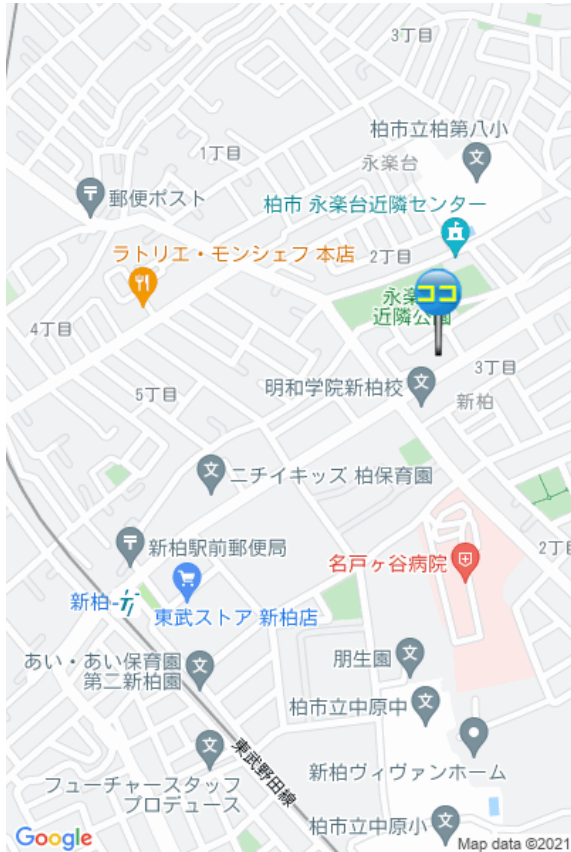 3丁目
柏市立柏第八小
1丁目
永楽台
郵便ポスト
柏市 永楽台近隣センター
ラトリエ・モンシェフ 本店
2丁目
永楽
ココ
近隣公園
4丁目
3丁目
5丁目
明和学院新柏校
新柏
ニチイキッズ 柏保育園
新柏駅前郵便局
2丁目
名戸ヶ谷病院
新柏
東武ストア 新柏店
あい・あい保育園
第二新柏園
朋生園
柏市立中原中
東武野田線
フューチャースタッフ
プロデュース
新柏ヴィヴァンホーム
柏市立中原小
Google
Map data ©2021